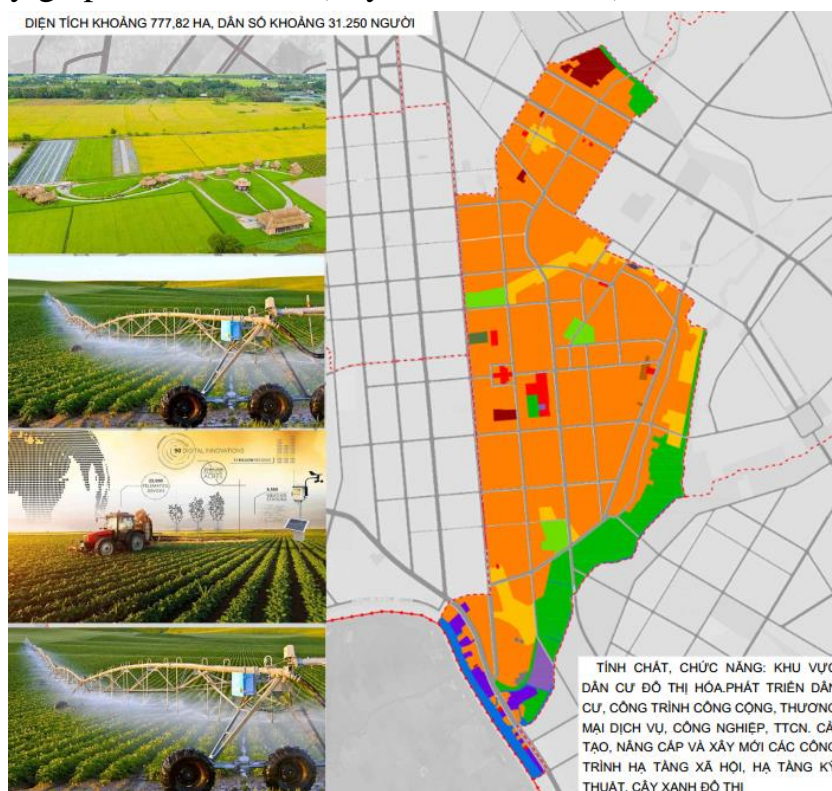 DIỆN TÍCH KHOẢNG 777,82 HA, DÂN SỐ KHOẢNG 31.250 NGƯỜI
DIGITAL INNOVATIONS
TÍNH CHẤT, CHỨC NĂNG: KHU VỰC
DÂN CƯ ĐÔ THỊ HÓA.PHÁT TRIỂN DÂN
CƯ, CÔNG TRÌNH CÔNG CỘNG, THƯƠNG
MẠI DỊCH VỤ, CÔNG NGHIỆP, TTCN. CẢI
TẠO, NÂNG CẤP VÀ XÂY MỚI CÁC CÔNG
TRÌNH HẠ TẦNG XÃ HỘI, HẠ TẦNG KỸ
THUẬT, CÂY XANH ĐÔ THỊ